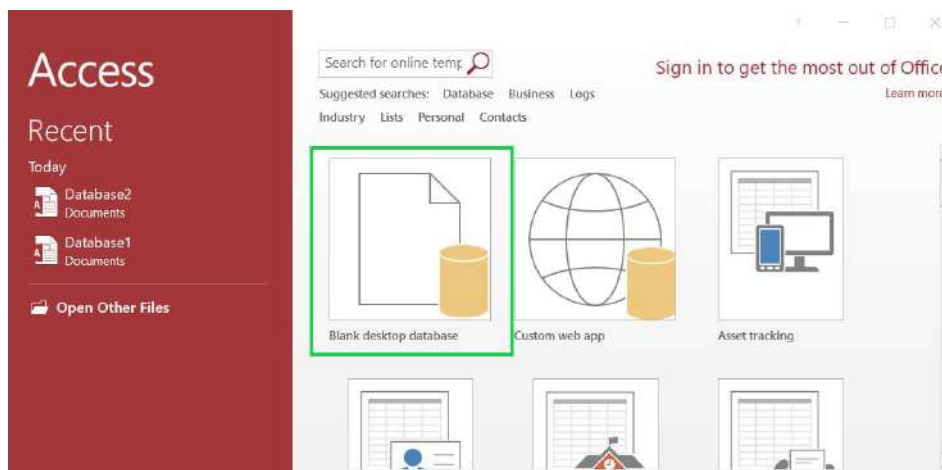 Access
Recent
Today
Database2
Documents
Database1
Documents
Open Other Files
?
Search for online temp
Sign in to get the most out of Office
Learn more
Suggested searches: Database Business Logs
Industry Lists Personal Contacts
Blank desktop database
Custom web app
Asset tracking